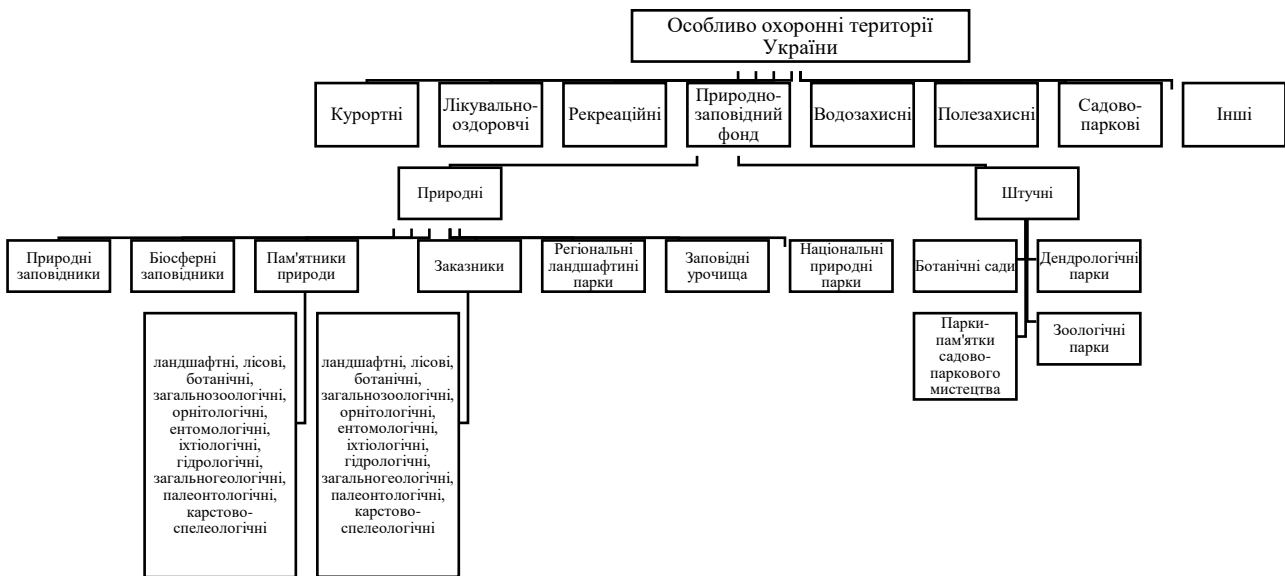 Особливо охоронні території
України
Курортні
Лікувально-
оздоровчі
Рекреаційні
Природно-
заповідний
фонд
Водозахисні
Полезахисні
Садово-
паркові
Інші
Природні
Штучні
Природні
заповідники
Біосферні
заповідники
Пам'ятники
природи
Заказники
Регіональні
ландшафтині
парки
Заповідні
урочища
Національні
природні
парки
Ботанічні сади
Дендрологічні
парки
Парки-
пам'ятки
садово-
паркового
мистецтва
Зоологічні
парки
ландшафтні, лісові,
ботанічні,
загальнозоологічні,
орнітологічні,
ентомологічні,
іхтіологічні,
гідрологічні,
загальногеологічні,
палеонтологічні,
карстово-
спелеологічні
ландшафтні, лісові,
ботанічні,
загальнозоологічні,
орнітологічні,
ентомологічні,
іхтіологічні,
гідрологічні,
загальногеологічні,
палеонтологічні,
карстово-
спелеологічні